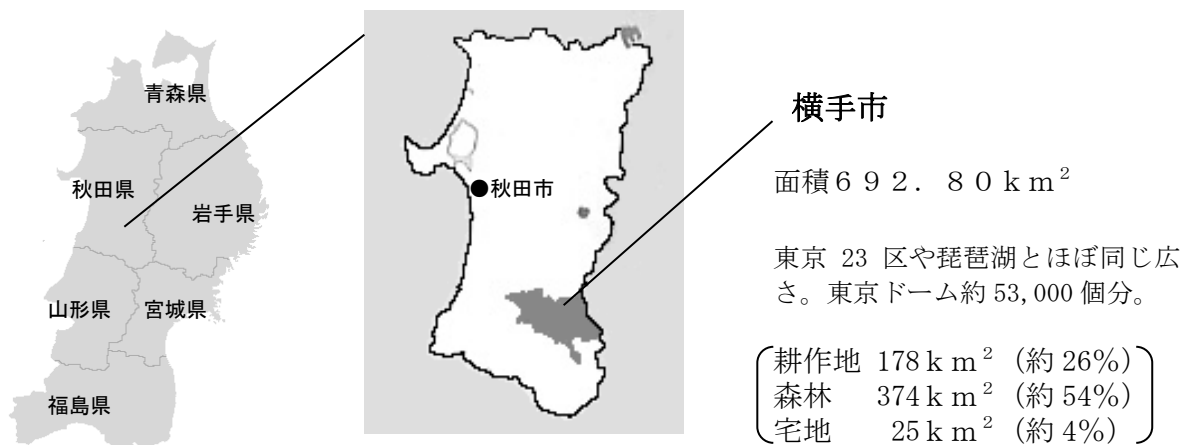 青森県
秋田県
岩手県
山形県
宮城県
福島県
秋田市
横手市
面積６９２．８０ｋｍ²
東京 23 区や琵琶湖とほぼ同じ広
さ。東京ドーム約 53,000 個分。
耕作地 178ｋｍ²（約 26%）
森林 374ｋｍ²（約 54%）
宅地 25ｋｍ²（約 4%）